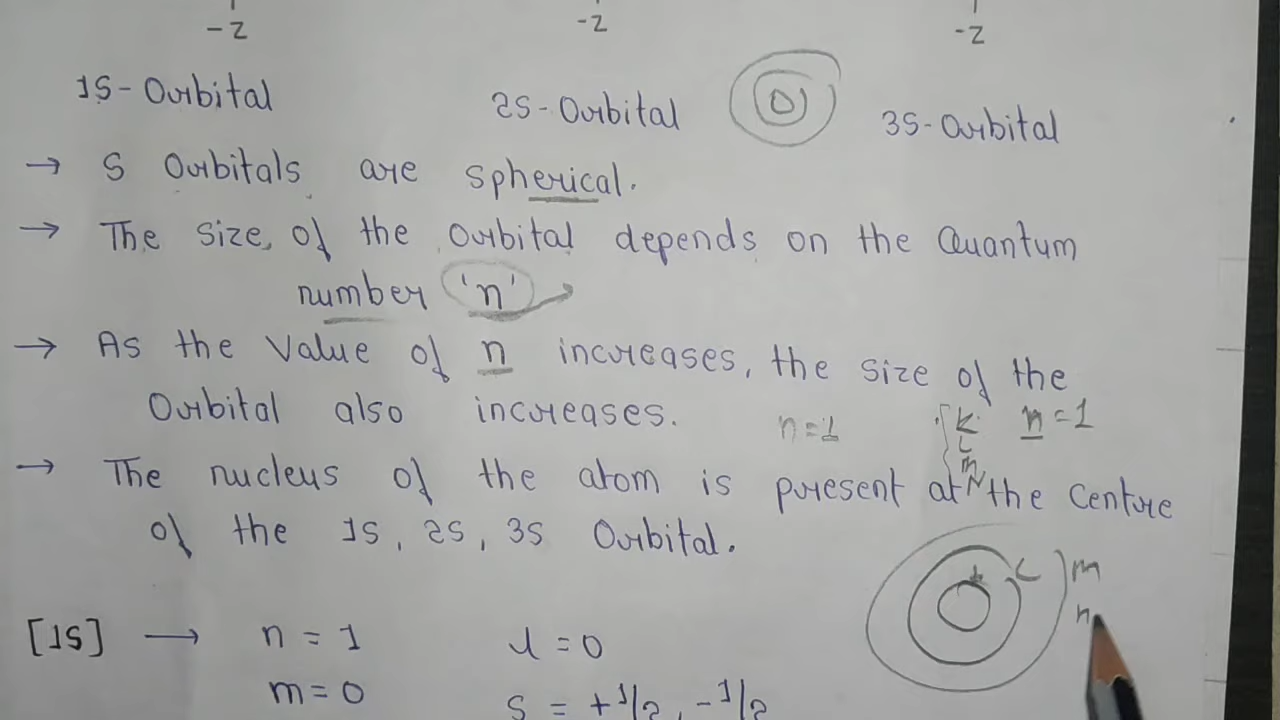 -2 -2 -2
1S-Orbital 2S-Orbital 3S-Orbital
→ S Orbitals are spherical.
→ The size of the orbital depends on the Quantum
number 'n'
→ As the value of n increases, the size of the
Orbital also increases.
n=1 K n=1
L
m
N
→ The nucleus of the atom is present at the centre
of the 1S, 2S, 3S Orbital.
L m
n
[1S] → n = 1 l = 0
m = 0 S = +1/2, -1/2